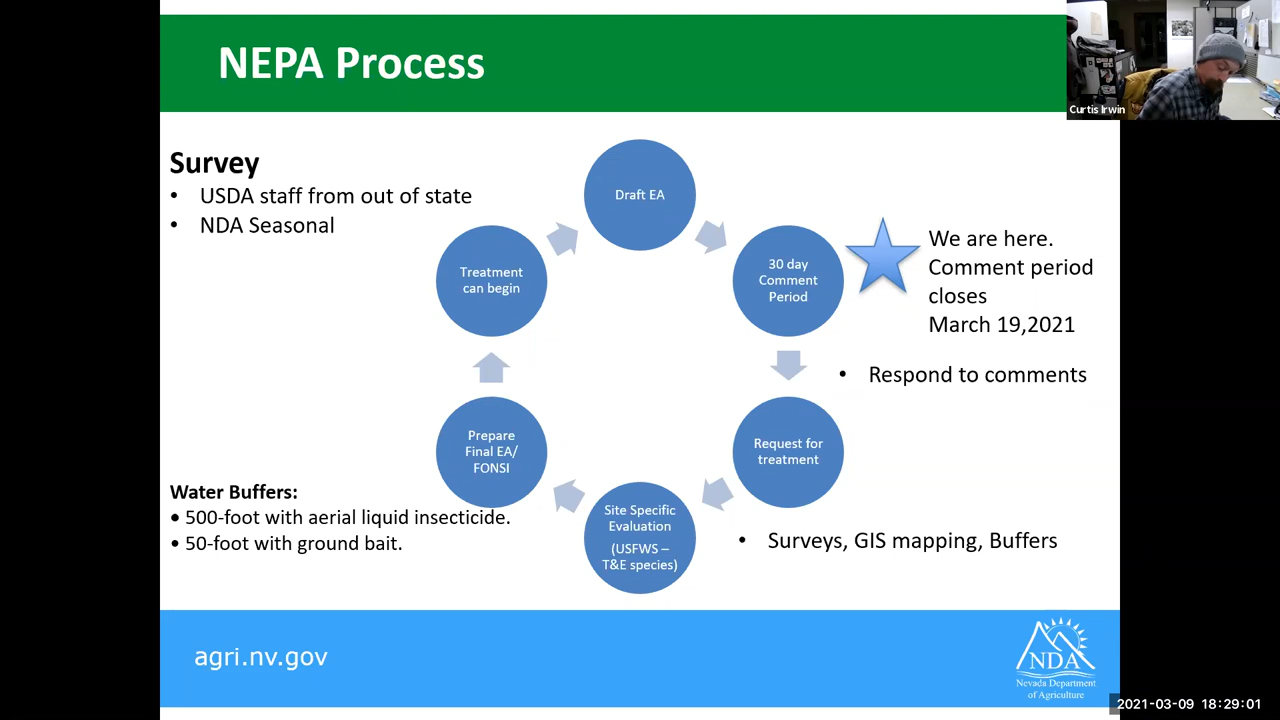 NEPA Process
Curtis Irwin
Survey
• USDA staff from out of state
• NDA Seasonal
Draft EA
30 day
Comment
Period
We are here.
Comment period
closes
March 19,2021
• Respond to comments
Request for
treatment
Site Specific
Evaluation
(USFWS –
T&E species)
• Surveys, GIS mapping, Buffers
Prepare
Final EA/
FONSI
Treatment
can begin
Water Buffers:
• 500-foot with aerial liquid insecticide.
• 50-foot with ground bait.
agri.nv.gov
NDA
Nevada Department
of Agriculture
2021-03-09 18:29:01